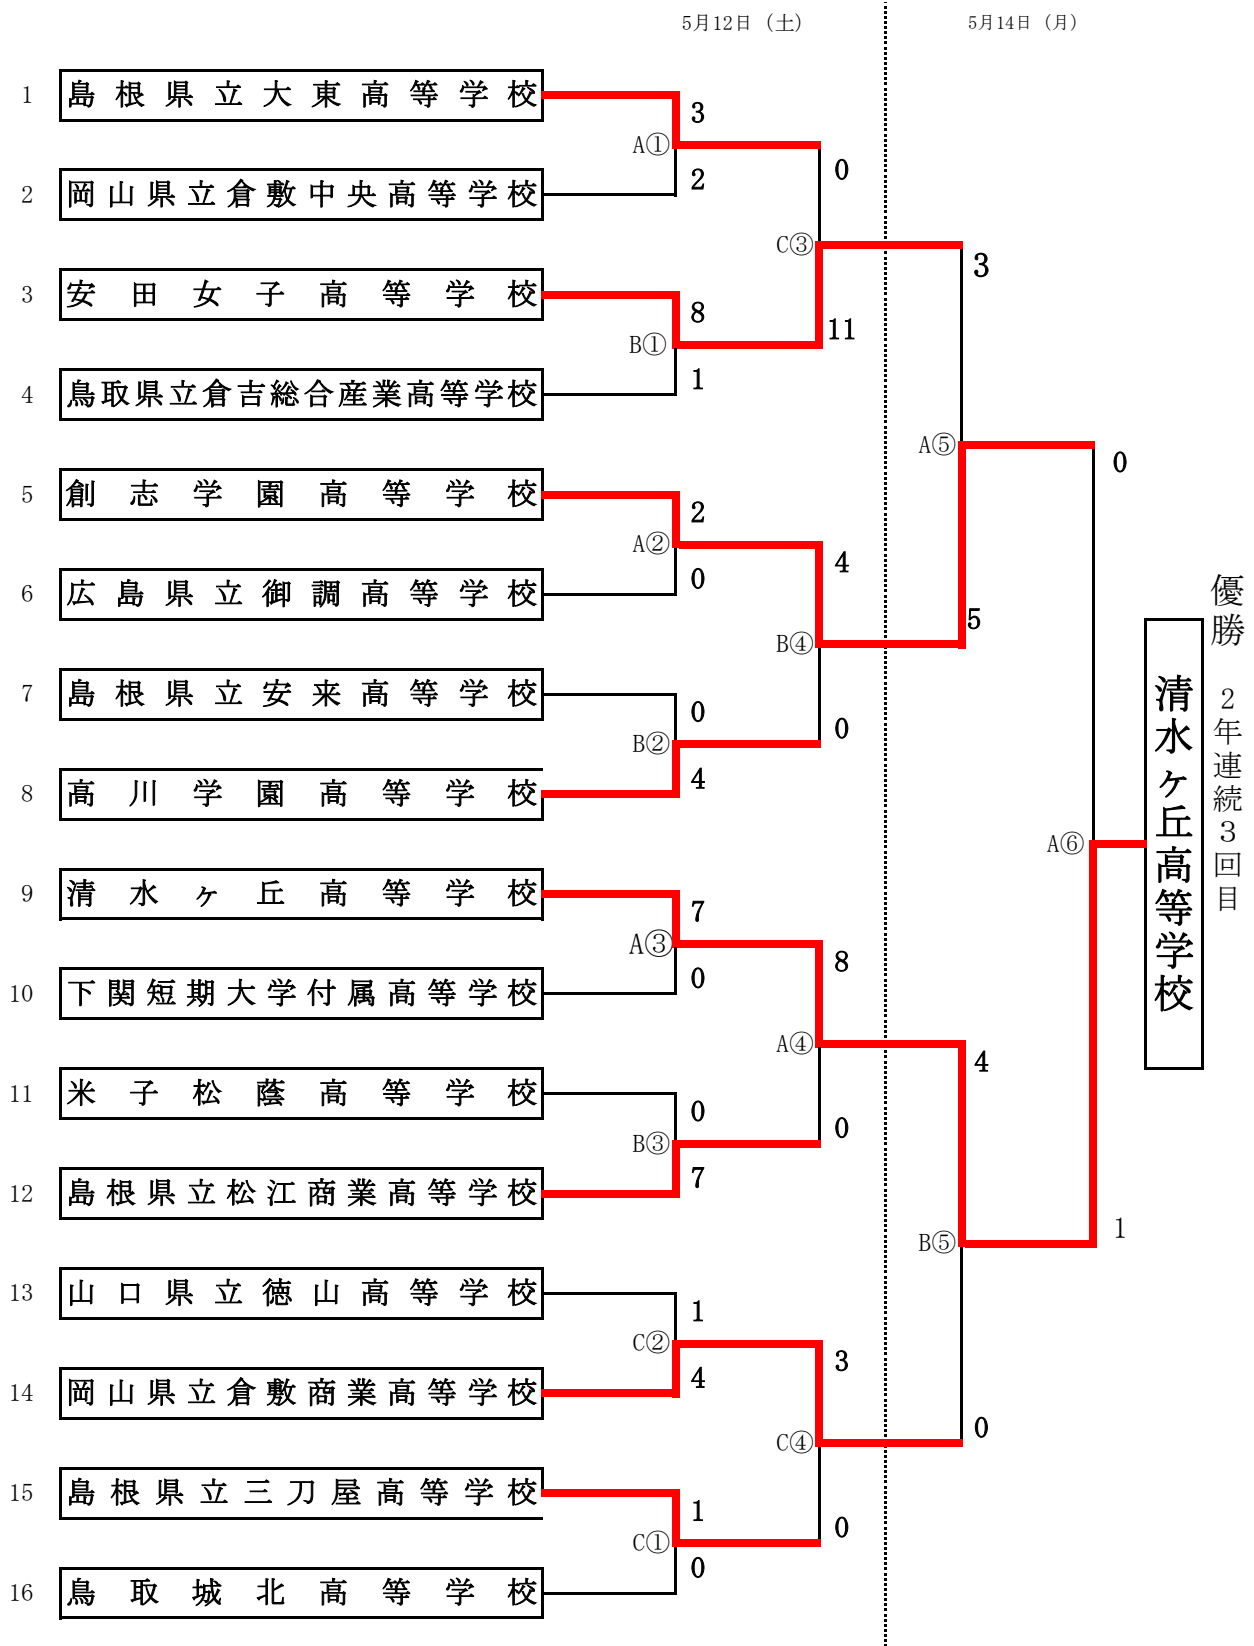 5月12日（土）
5月14日（月）
1 島根県立大東高等学校
3
A①
2 岡山県立倉敷中央高等学校
2
0
C③
3 安田女子高等学校
3
8
B①
11
4 鳥取県立倉吉総合産業高等学校
1
A⑤
0
5 創志学園高等学校
2
A②
4
6 広島県立御調高等学校
0
5
B④
7 島根県立安来高等学校
0
B②
0
8 高川学園高等学校
4
A⑥
優勝 2年連続3回目
清水ヶ丘高等学校
9 清水ヶ丘高等学校
7
A③
8
10 下関短期大学付属高等学校
0
A④
4
11 米子松蔭高等学校
0
B③
0
12 島根県立松江商業高等学校
7
1
B⑤
13 山口県立徳山高等学校
1
C②
3
14 岡山県立倉敷商業高等学校
4
C④
0
15 島根県立三刀屋高等学校
1
C①
0
16 鳥取城北高等学校
0